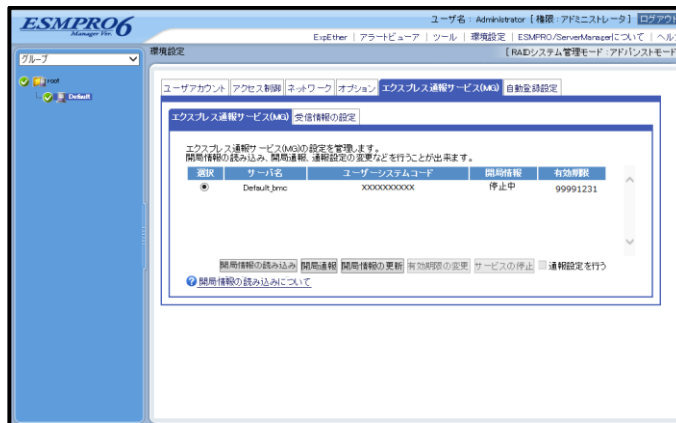 ESMPRO6
Manager Ver.
ユーザ名 : Administrator [ 権限 : アドミニストレータ ] ログアウト
ExpEther | アラートビューア | ツール | 環境設定 | ESMPRO/ServerManagerについて | ヘル
グループ
環境設定
[ RAIDシステム管理モード : アドバンストモード
root
Default
ユーザアカウント アクセス制御 ネットワーク オプション エクスプレス通報サービス(MG) 自動登録設定
エクスプレス通報サービス(MG) 受信情報の設定
エクスプレス通報サービス(MG)の設定を管理します。
開局情報の読み込み、開局通報、通報設定の変更などを行うことが出来ます。
選択 サーバ名 ユーザーシステムコード 開局情報 有効期限
Default_bmc XXXXXXXXXX 停止中 99991231
開局情報の読み込み 開局通報 開局情報の更新 有効期限の変更 サービスの停止 通報設定を行う
開局情報の読み込みについて